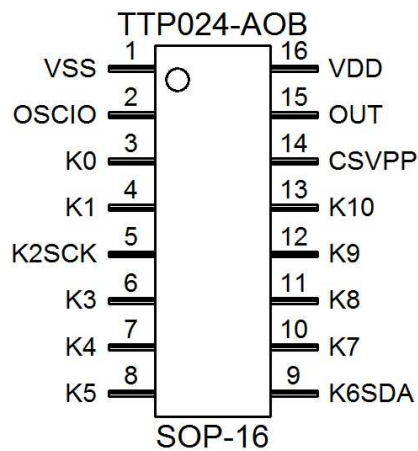 TTP024-AOB
VSS 1 16 VDD
OSCIO 2 15 OUT
K0 3 14 CSVPP
K1 4 13 K10
K2SCK 5 12 K9
K3 6 11 K8
K4 7 10 K7
K5 8 9 K6SDA
SOP-16